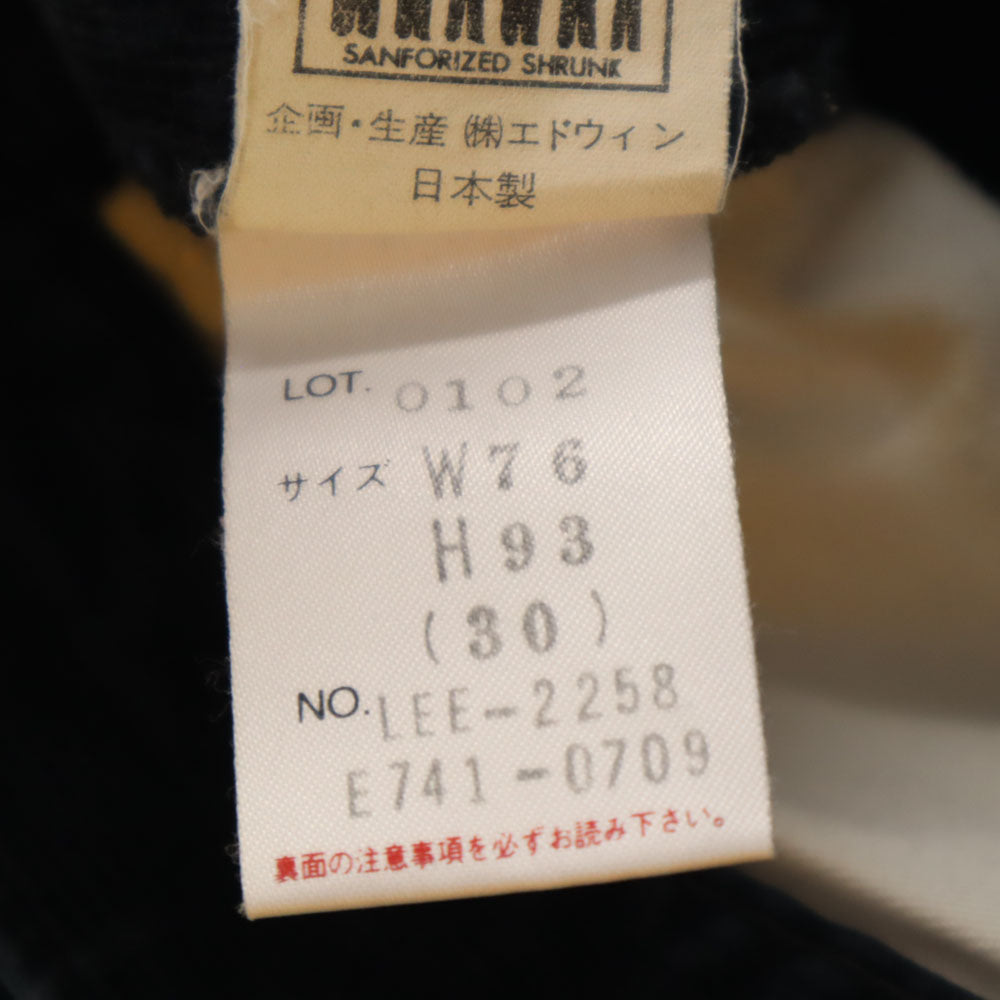 SANFORIZED SHRUNK
企画・生産 ㈱エドウィン
日本製
LOT. 0102
サイズ W76
H93
(30)
NO. LEE-2258
E741-0709
裏面の注意事項を必ずお読み下さい。